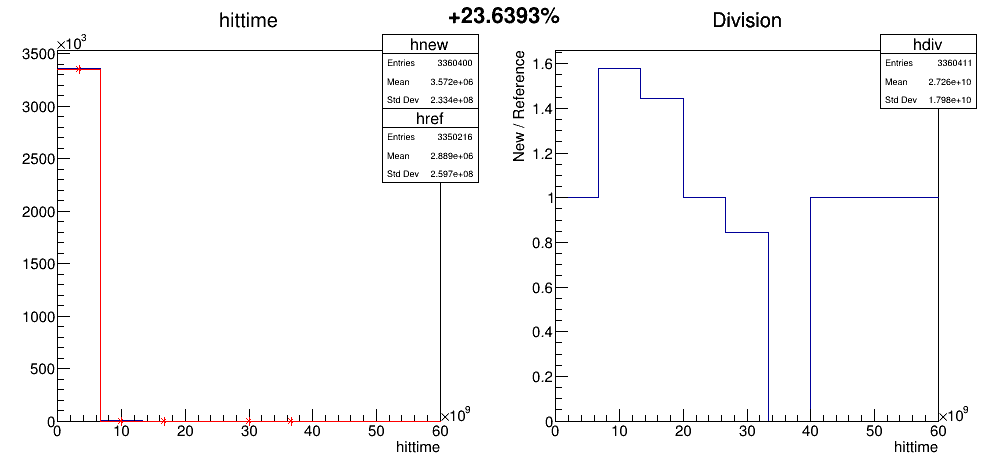 +23.6393%
hittime
×10³
3500
3000
2500
2000
1500
1000
500
0
0 10 20 30 40 50 60
×10⁹
hittime
hnew
Entries 3360400
Mean 3.572e+06
Std Dev 2.334e+08
href
Entries 3350216
Mean 2.889e+06
Std Dev 2.597e+08
Division
New / Reference
1.6
1.4
1.2
1
0.8
0.6
0.4
0.2
0
0 10 20 30 40 50 60
×10⁹
hittime
hdiv
Entries 3360411
Mean 2.726e+10
Std Dev 1.798e+10